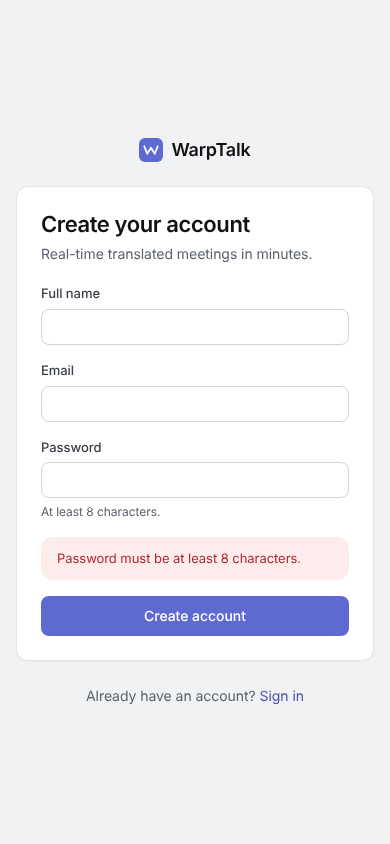 WarpTalk
Create your account
Real-time translated meetings in minutes.
Full name
Email
Password
At least 8 characters.
Password must be at least 8 characters.
Create account
Already have an account? Sign in